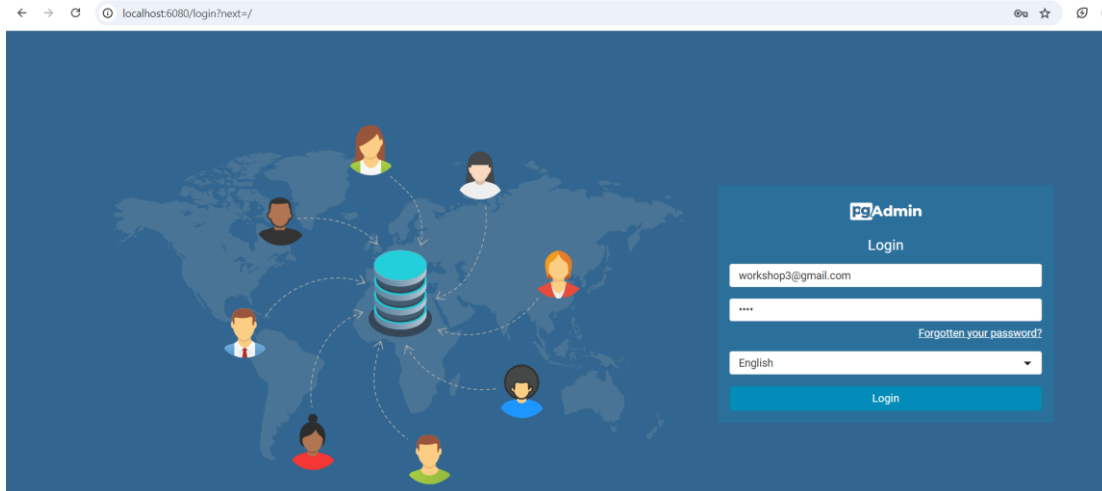 localhost:6080/login?next=/
pgAdmin
Login
workshop3@gmail.com
••••
Forgotten your password?
English
Login